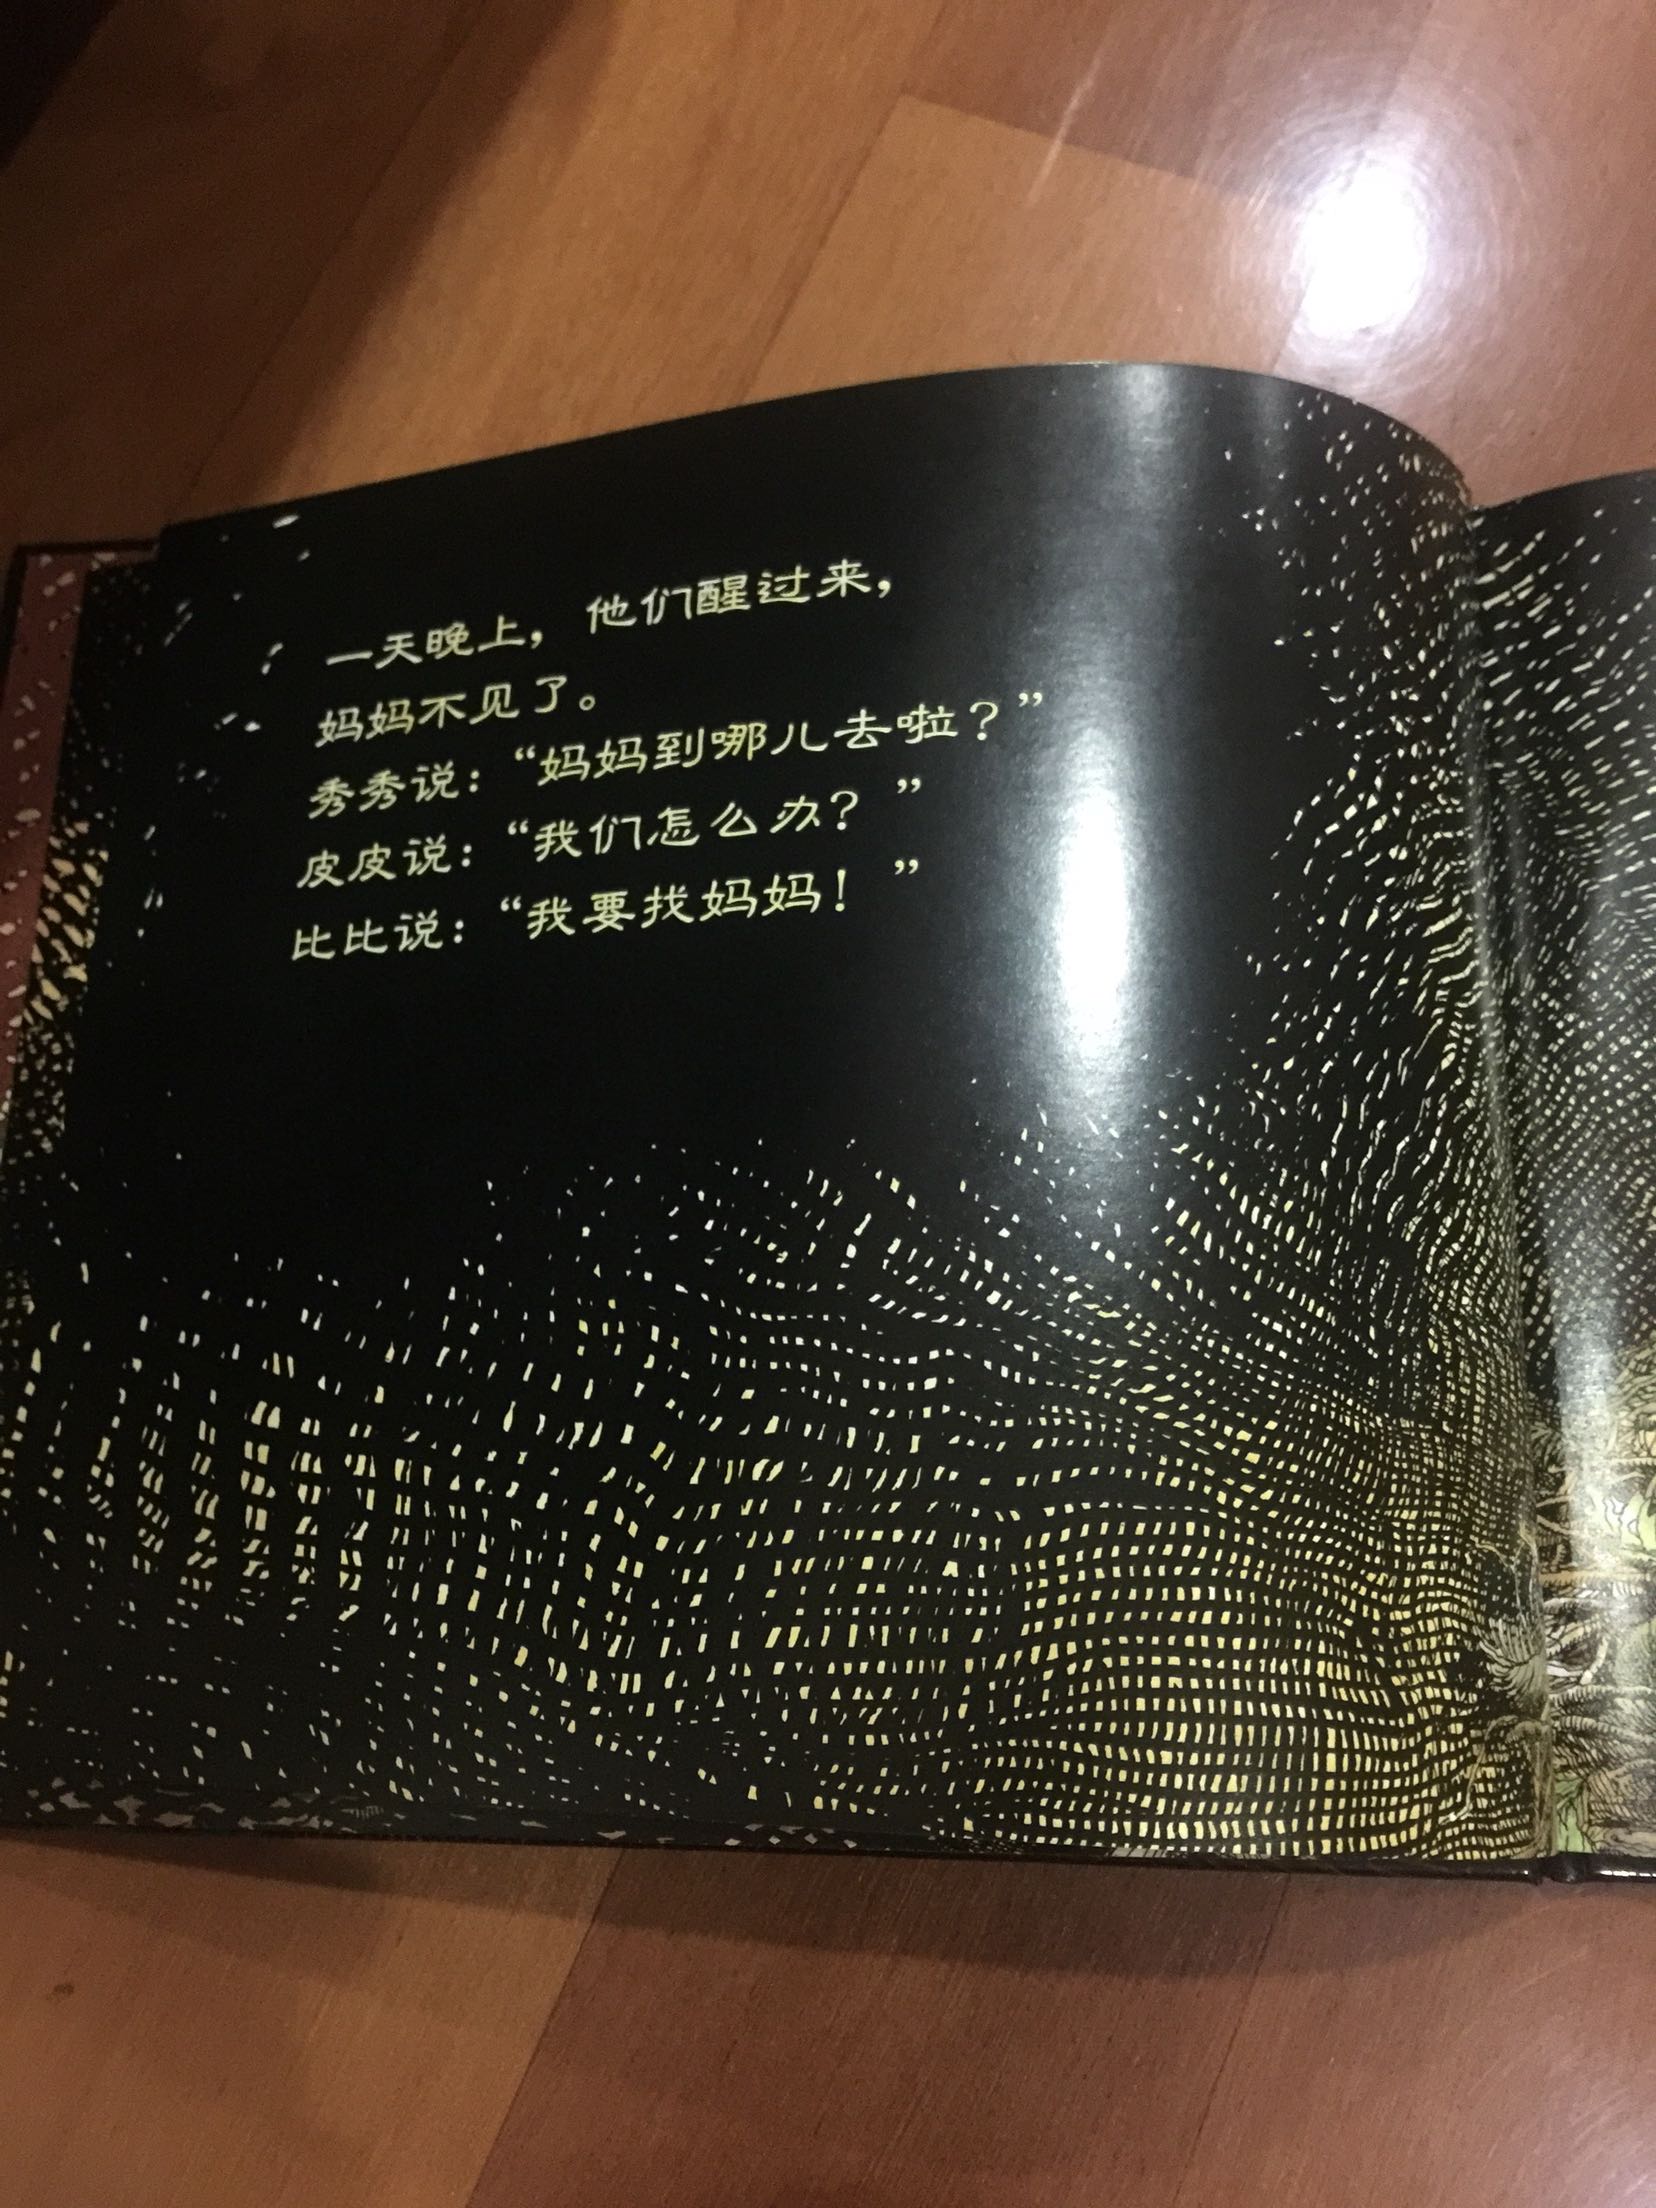 一天晚上，他们醒过来，
妈妈不见了。
秀秀说：“妈妈到哪儿去啦？”
皮皮说：“我们怎么办？”
比比说：“我要找妈妈！”